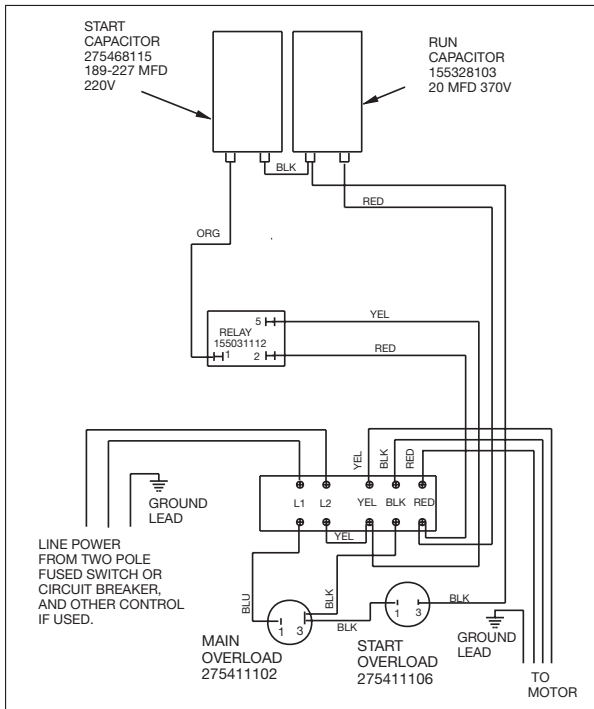 START
CAPACITOR
275468115
189-227 MFD
220V
RUN
CAPACITOR
155328103
20 MFD 370V
BLK
RED
ORG
5
YEL
RELAY
155031112
1
2
RED
YEL
BLK
RED
GROUND
LEAD
L1
L2
YEL
BLK
RED
YEL
LINE POWER
FROM TWO POLE
FUSED SWITCH OR
CIRCUIT BREAKER,
AND OTHER CONTROL
IF USED.
BLU
BLK
1
3
BLK
1
3
BLK
MAIN
OVERLOAD
275411102
START
OVERLOAD
275411106
GROUND
LEAD
TO
MOTOR